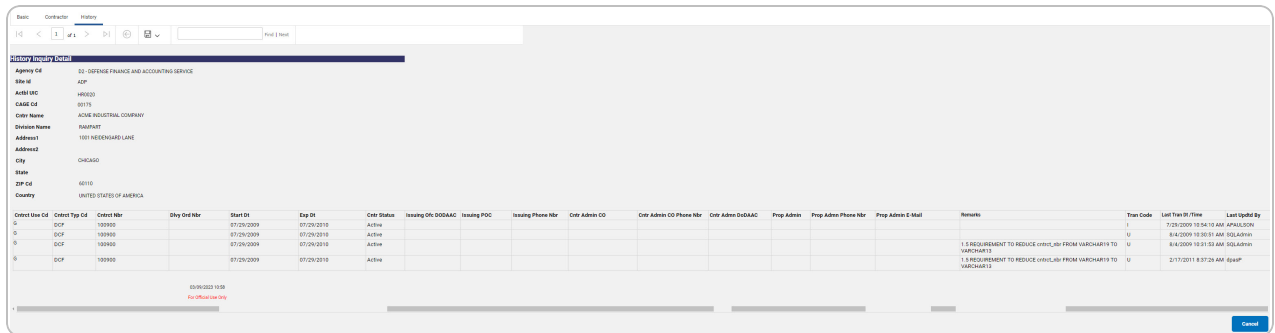 Basic Contractor History
1 of 1 Find | Next
History Inquiry Detail
Agency Cd D2 - DEFENSE FINANCE AND ACCOUNTING SERVICE
Site Id ADP
Actbl UIC HR0020
CAGE Cd 00175
Cntrr Name ACME INDUSTRIAL COMPANY
Division Name RAMPART
Address1 1001 NEIDENGARD LANE
Address2
City CHICAGO
State
ZIP Cd 60110
Country UNITED STATES OF AMERICA
Cntrct Use Cd Cntrct Typ Cd Cntrct Nbr Dlvy Ord Nbr Start Dt Exp Dt Cntr Status Issuing Ofc DODAAC Issuing POC Issuing Phone Nbr Cntr Admin CO Cntr Admin CO Phone Nbr Cntr Admn DoDAAC Prop Admin Prop Admn Phone Nbr Prop Admin E-Mail Remarks Tran Code Last Tran Dt /Time Last Updtd By
G DCF 100900 07/29/2009 07/29/2010 Active I 7/29/2009 10:54:10 AM APAULSON
G DCF 100900 07/29/2009 07/29/2010 Active U 8/4/2009 10:30:51 AM SQLAdmin
G DCF 100900 07/29/2009 07/29/2010 Active 1.5 REQUIREMENT TO REDUCE cntrct_nbr FROM VARCHAR19 TO U 8/4/2009 10:31:53 AM SQLAdmin
VARCHAR13
G DCF 100900 07/29/2009 07/29/2010 Active 1.5 REQUIREMENT TO REDUCE cntrct_nbr FROM VARCHAR19 TO U 2/17/2011 8:37:26 AM dpasP
VARCHAR13
03/09/2023 10:58
For Official Use Only
Cancel